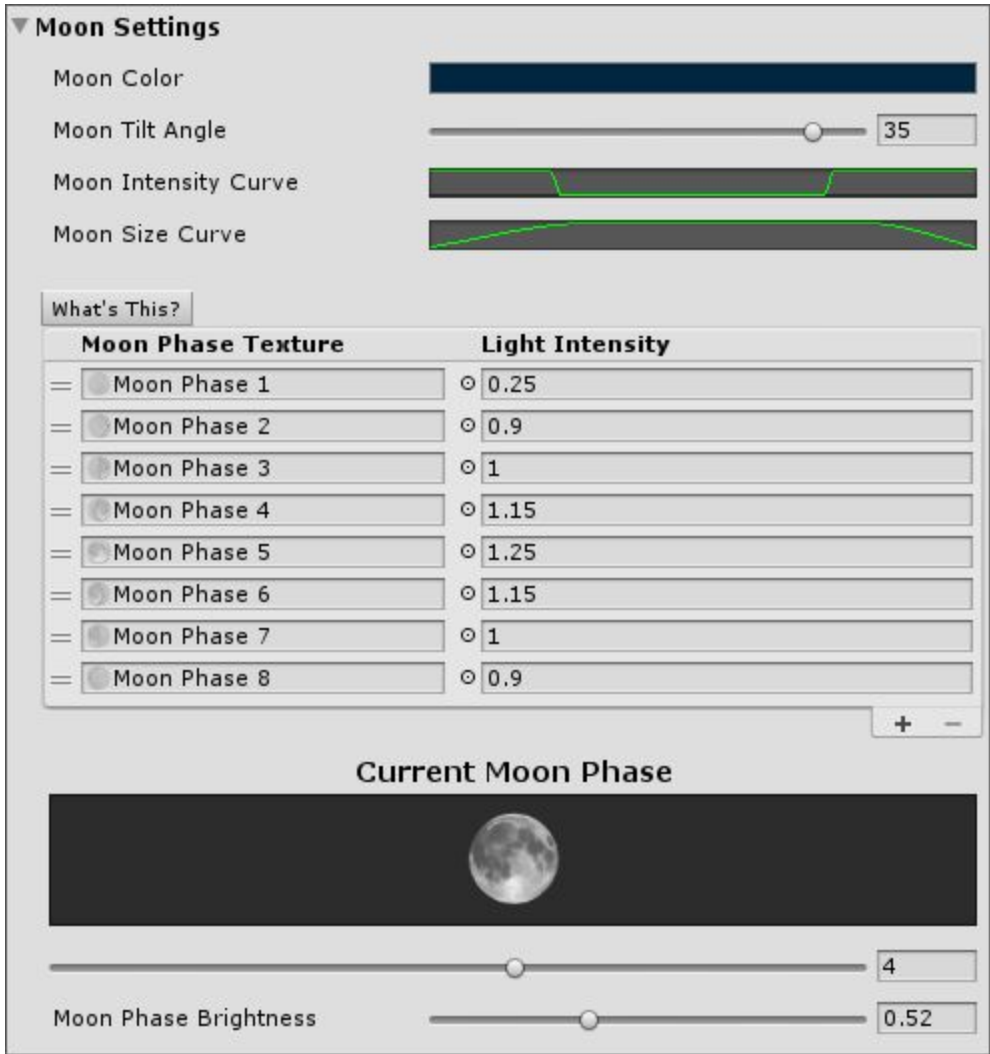 Moon Settings
Moon Color
Moon Tilt Angle 35
Moon Intensity Curve
Moon Size Curve
What's This?
Moon Phase Texture Light Intensity
Moon Phase 1 0.25
Moon Phase 2 0.9
Moon Phase 3 1
Moon Phase 4 1.15
Moon Phase 5 1.25
Moon Phase 6 1.15
Moon Phase 7 1
Moon Phase 8 0.9
+ −
Current Moon Phase
4
Moon Phase Brightness 0.52